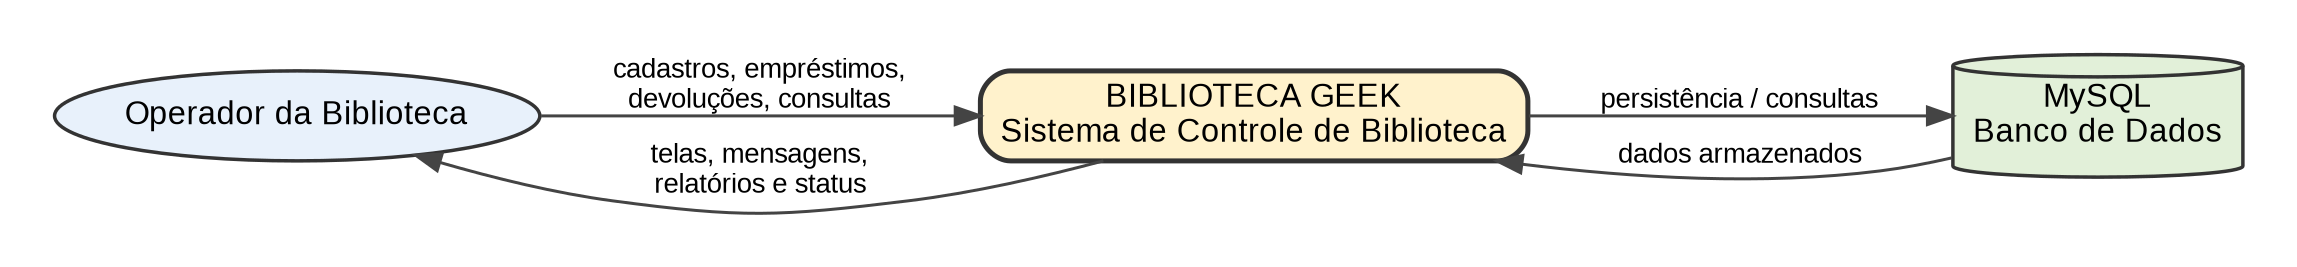 Operador da Biblioteca
cadastros, empréstimos,
devoluções, consultas
telas, mensagens,
relatórios e status
BIBLIOTECA GEEK
Sistema de Controle de Biblioteca
persistência / consultas
dados armazenados
MySQL
Banco de Dados